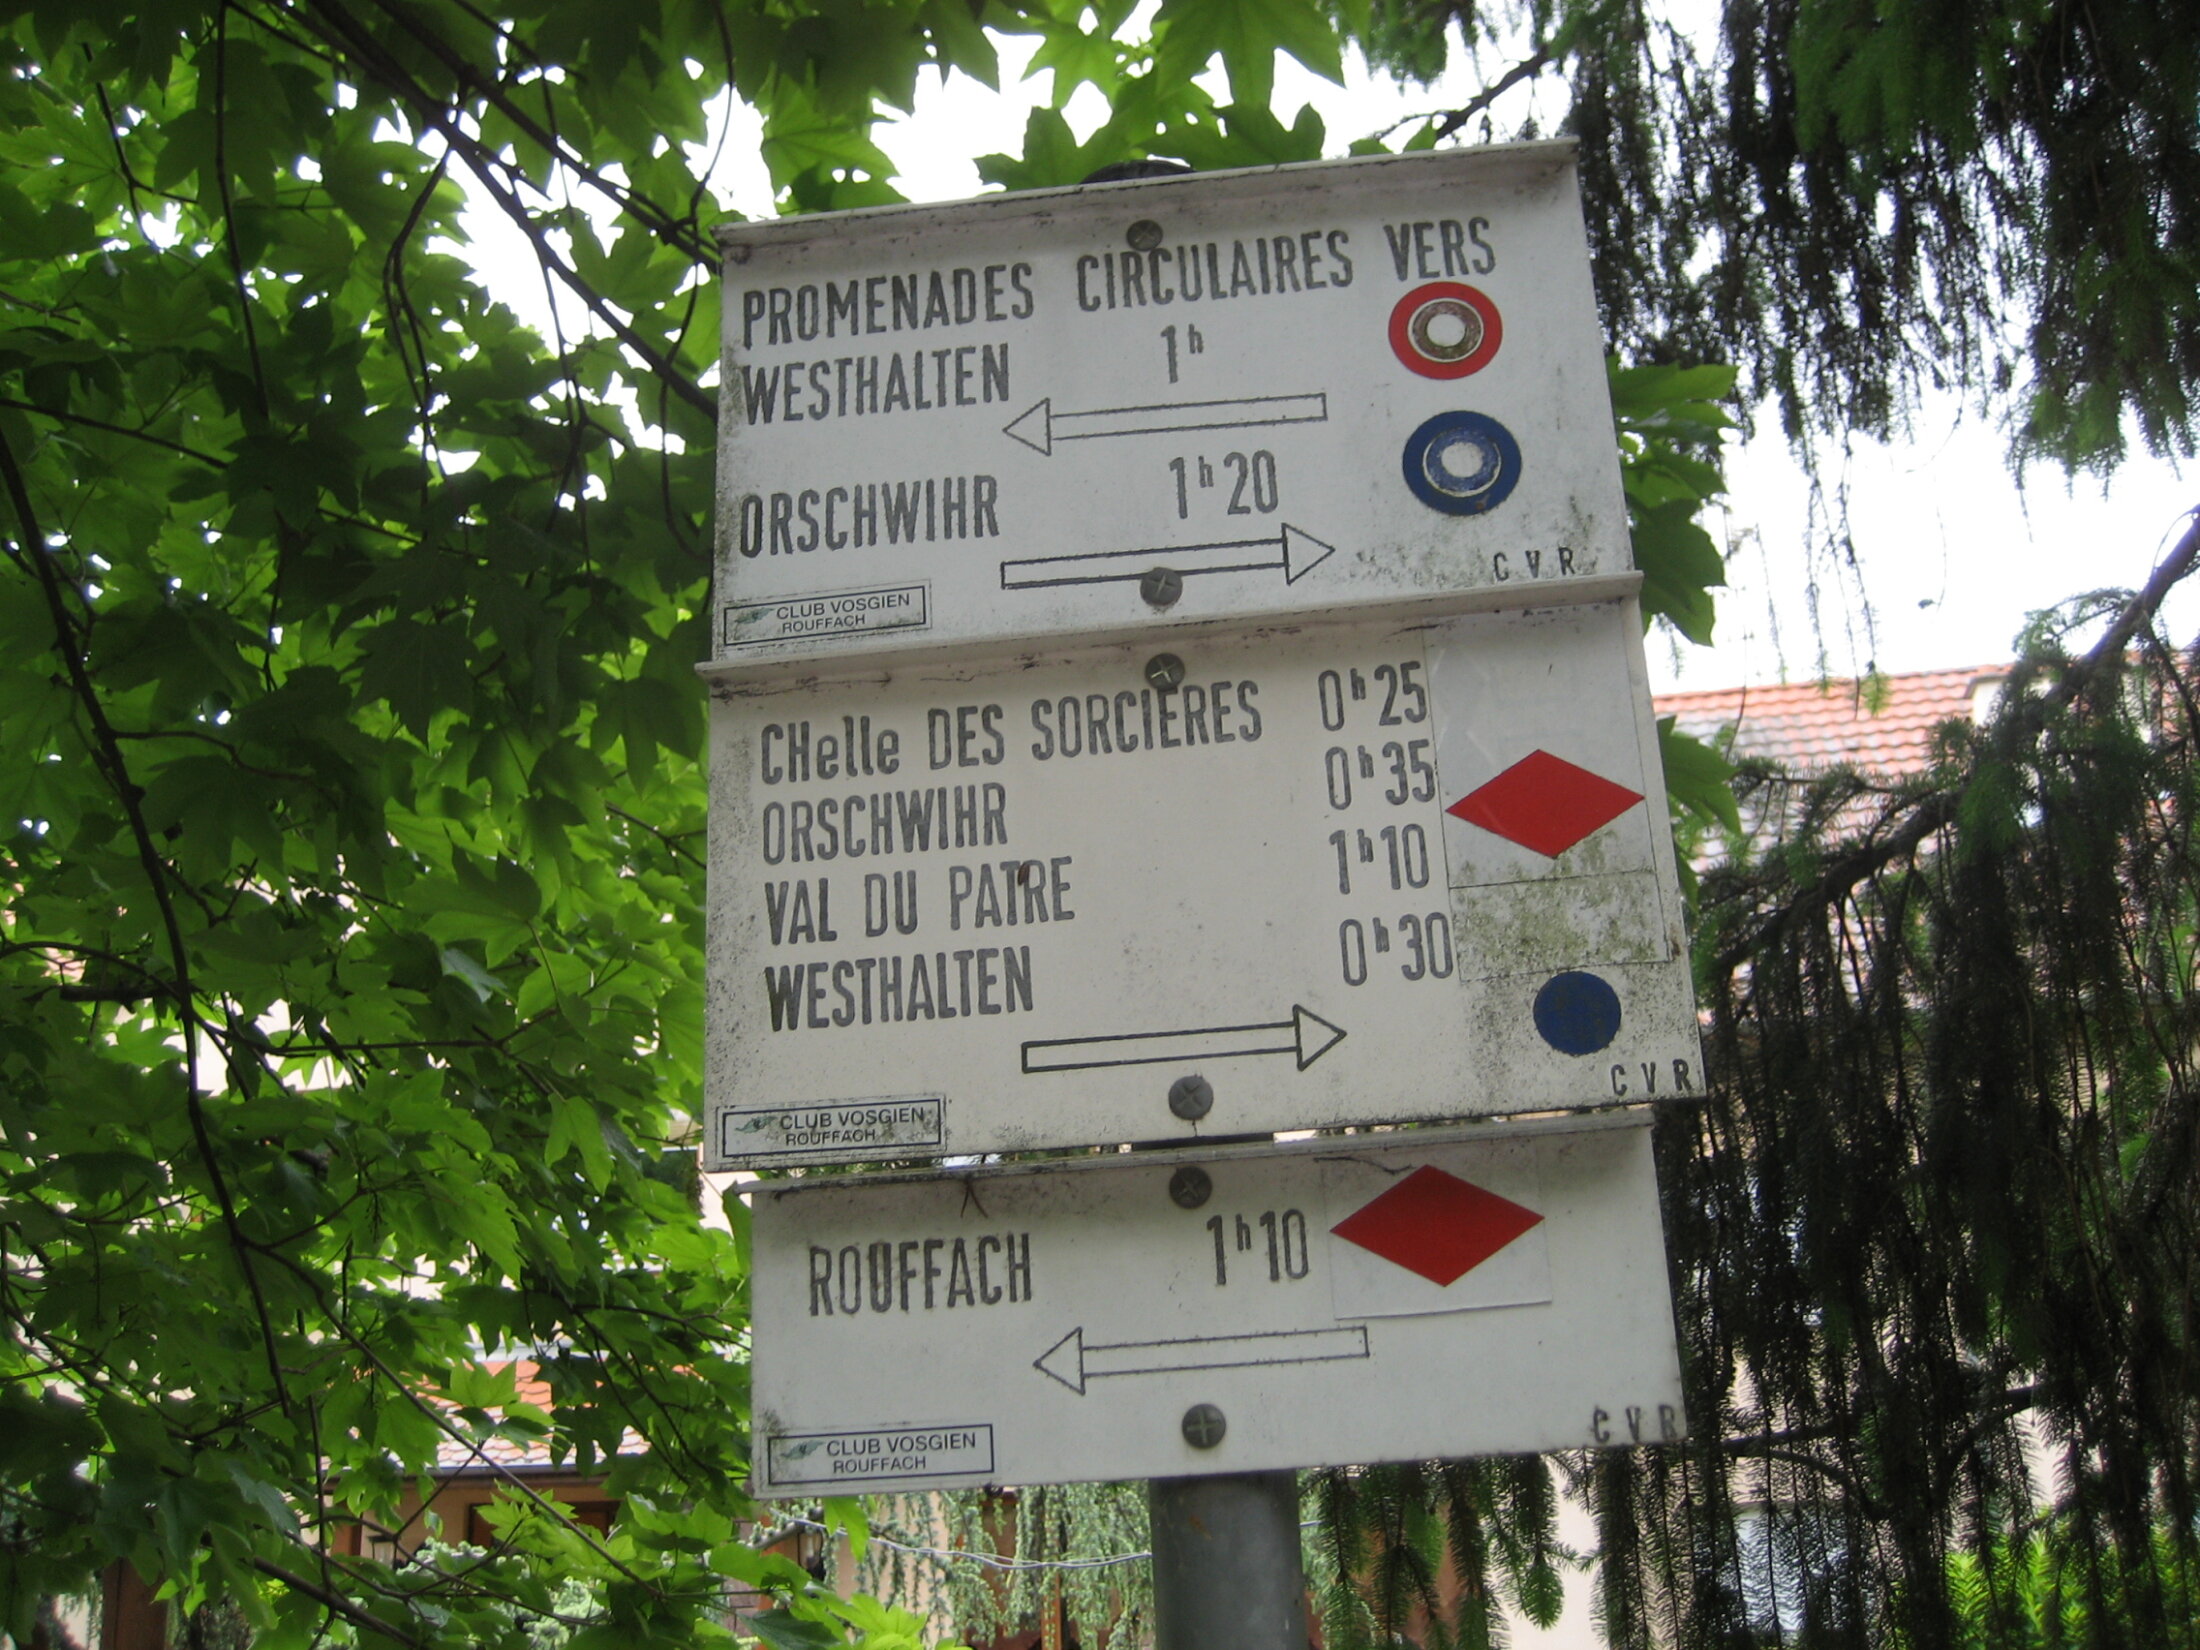 PROMENADES CIRCULAIRES VERS
WESTHALTEN 1h
ORSCHWIHR 1h20
CVR
CLUB VOSGIEN
ROUFFACH
CHelle DES SORCIÈRES 0h25
ORSCHWIHR 0h35
VAL DU PATRE 1h10
WESTHALTEN 0h30
CVR
CLUB VOSGIEN
ROUFFACH
ROUFFACH 1h10
CVR
CLUB VOSGIEN
ROUFFACH